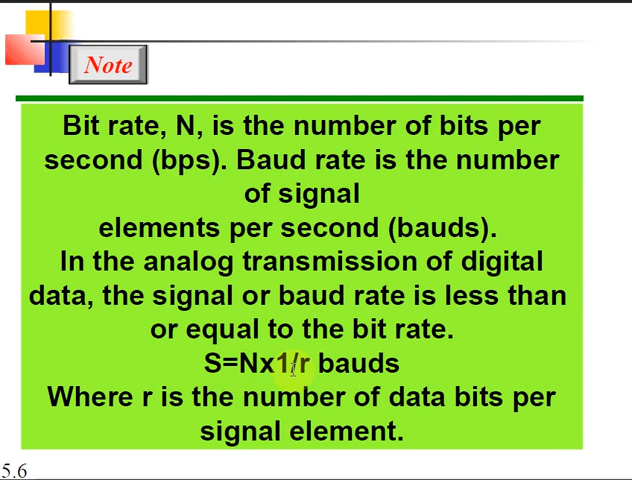 Note
Bit rate, N, is the number of bits per
second (bps). Baud rate is the number
of signal
elements per second (bauds).
In the analog transmission of digital
data, the signal or baud rate is less than
or equal to the bit rate.
S=Nx1/r bauds
Where r is the number of data bits per
signal element.
5.6